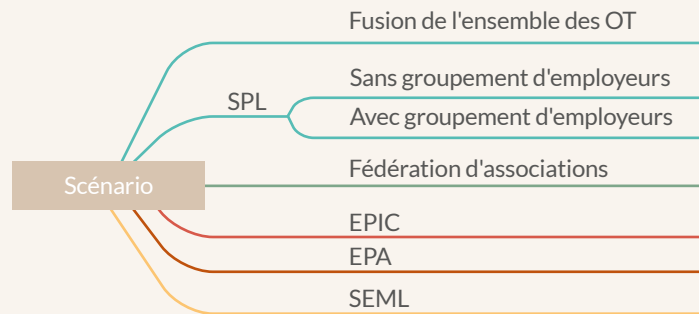 Fusion de l'ensemble des OT
Sans groupement d'employeurs
SPL
Avec groupement d'employeurs
Fédération d'associations
Scénario
EPIC
EPA
SEML